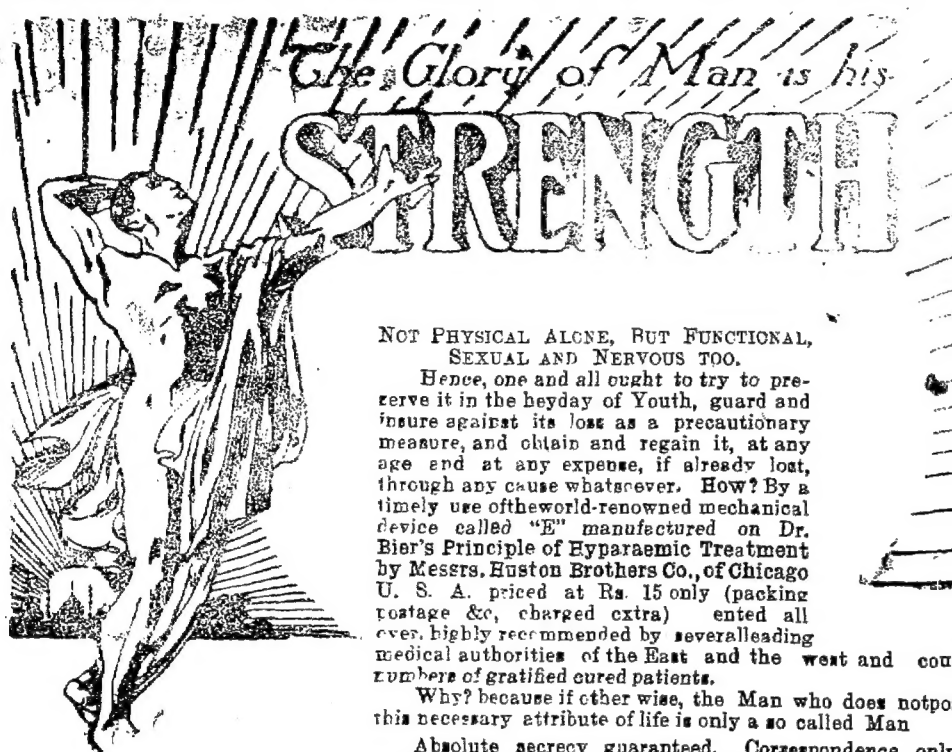 The Glory of Man is his
STRENGTH
NOT PHYSICAL ALONE, BUT FUNCTIONAL,
SEXUAL AND NERVOUS TOO.
Hence, one and all ought to try to pre-
serve it in the heyday of Youth, guard and
insure against its loss as a precautionary
measure, and obtain and regain it, at any
age and at any expense, if already lost,
through any cause whatsoever. How? By a
timely use oftheworld-renowned mechanical
device called "E" manufactured on Dr.
Bier's Principle of Hyparaemic Treatment
by Messrs. Huston Brothers Co., of Chicago
U. S. A. priced at Rs. 15 only (packing
postage &c, charged extra) ented all
over, highly recommended by severalleading
medical authorities of the East and the west and cou
numbers of gratified cured patients.
Why? because if other wise, the Man who does notpo
this necessary attribute of life is only a so called Man
Absolute secrecy guaranteed. Correspondence onl